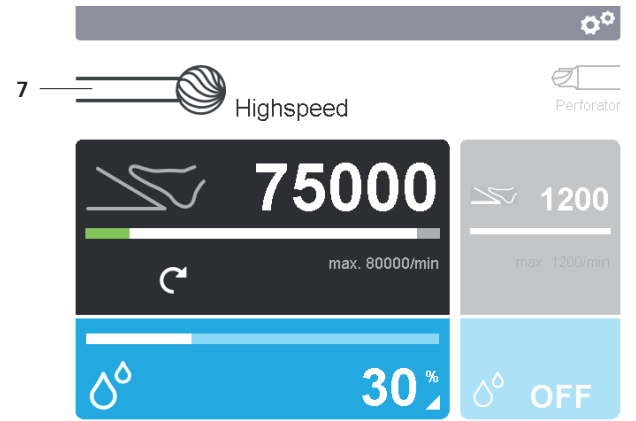 7
Highspeed
Perforator
75000
1200
max. 80000/min
max. 1200/min
30 %
OFF